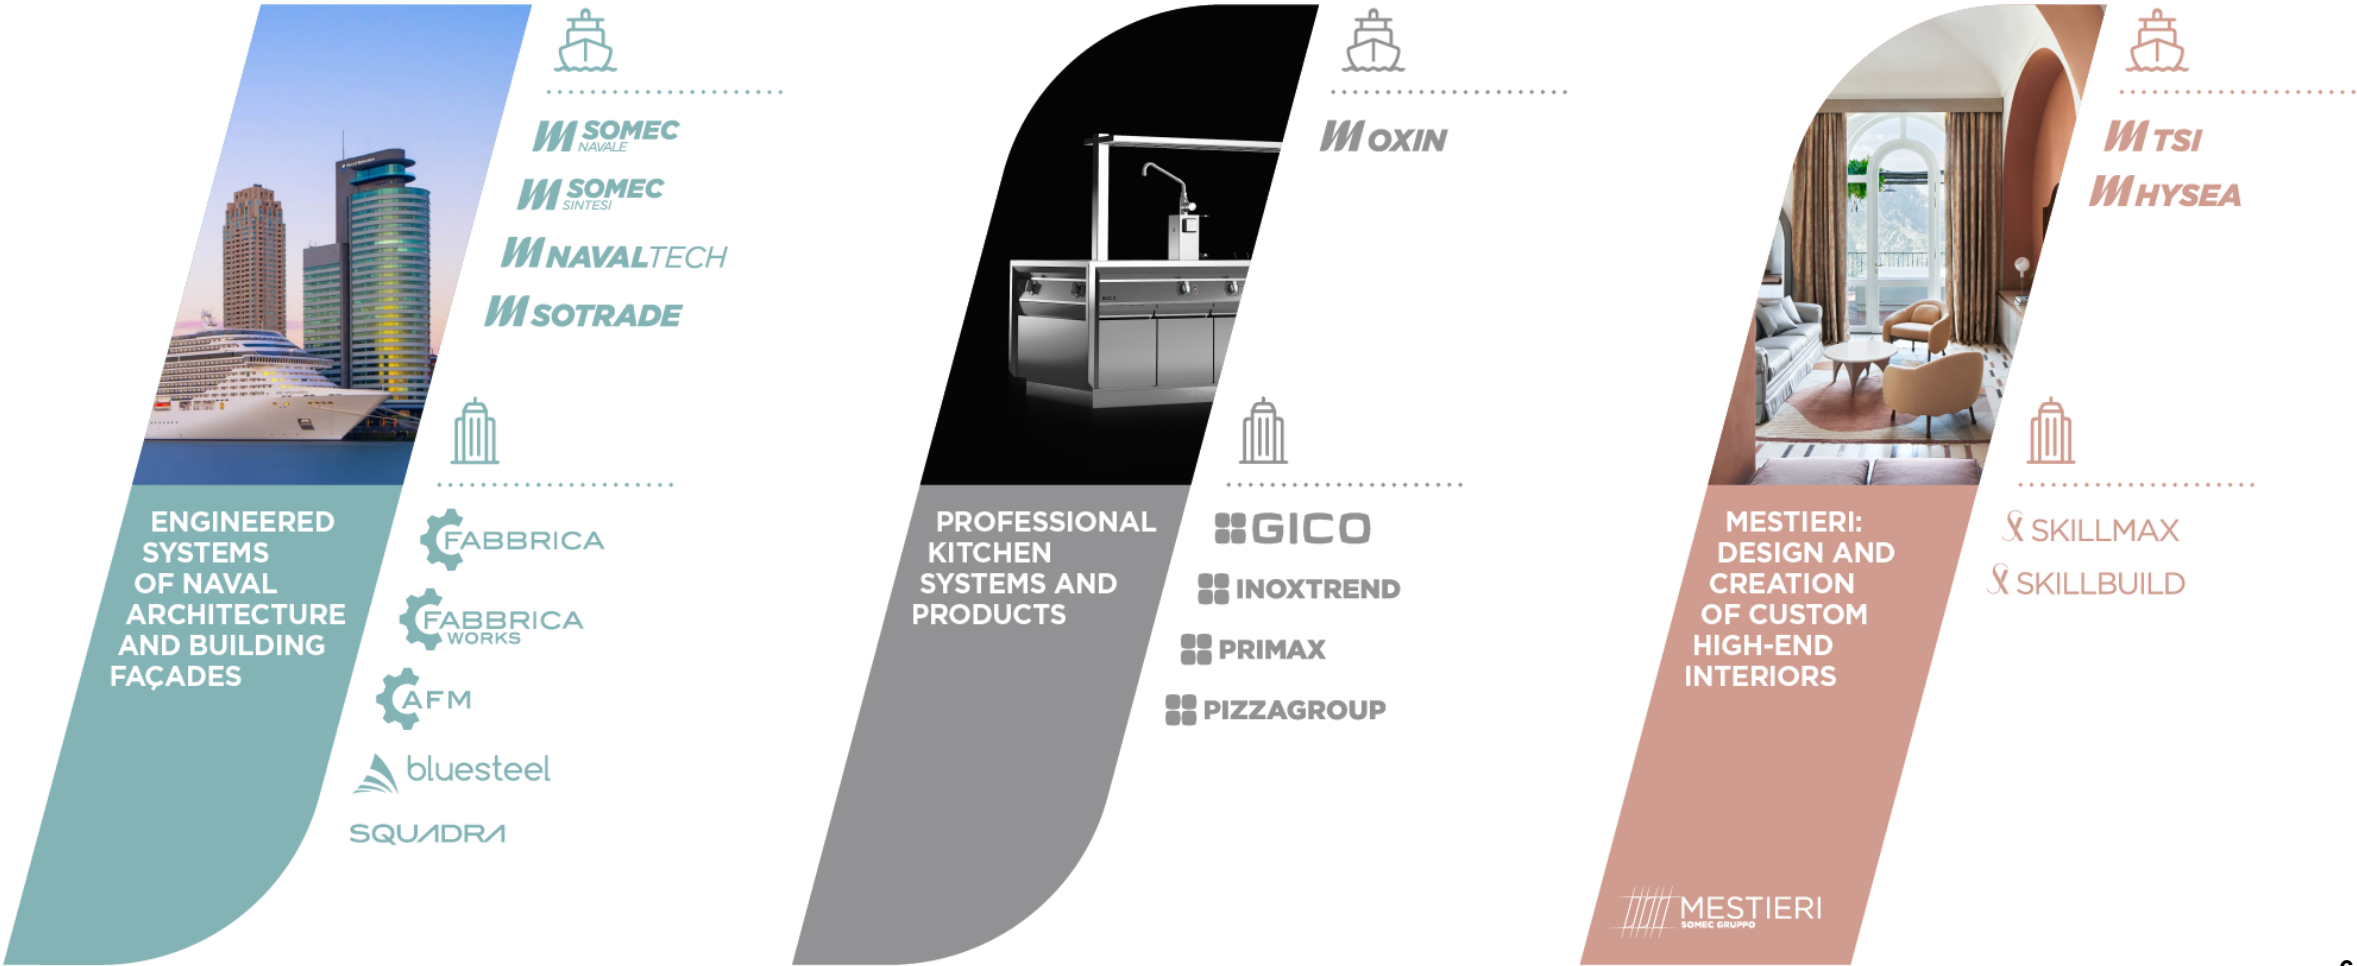 SOMEC
NAVALE
SOMEC
SINTESI
NAVALTECH
SOTRADE
ENGINEERED
SYSTEMS
OF NAVAL
ARCHITECTURE
AND BUILDING
FAÇADES
FABBRICA
FABBRICA
WORKS
AFM
bluesteel
SQUADRA
OXIN
PROFESSIONAL
KITCHEN
SYSTEMS AND
PRODUCTS
GICO
INOXTREND
PRIMAX
PIZZAGROUP
TSI
HYSEA
MESTIERI:
DESIGN AND
CREATION
OF CUSTOM
HIGH-END
INTERIORS
SKILLMAX
SKILLBUILD
MESTIERI
SOMEC GRUPPO